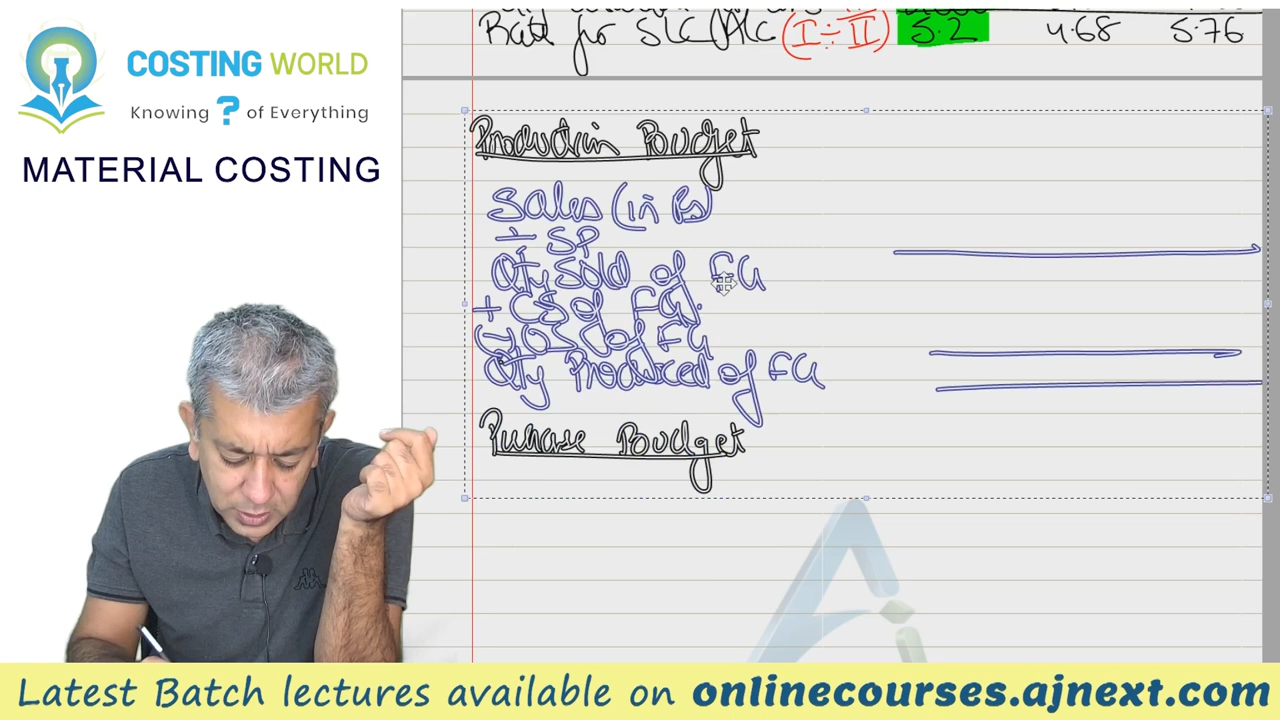 COSTING WORLD
Knowing ? of Everything
MATERIAL COSTING
Rate for SLC/ALC (I ÷ II) 5.2 4.68 5.76
Production Budget
Sales (in Rs)
÷ SP
Qty Sold of FG
+ CS of FG.
(-) OS of FG
Qty Produced of FG
Purchase Budget
Latest Batch lectures available on onlinecourses.ajnext.com